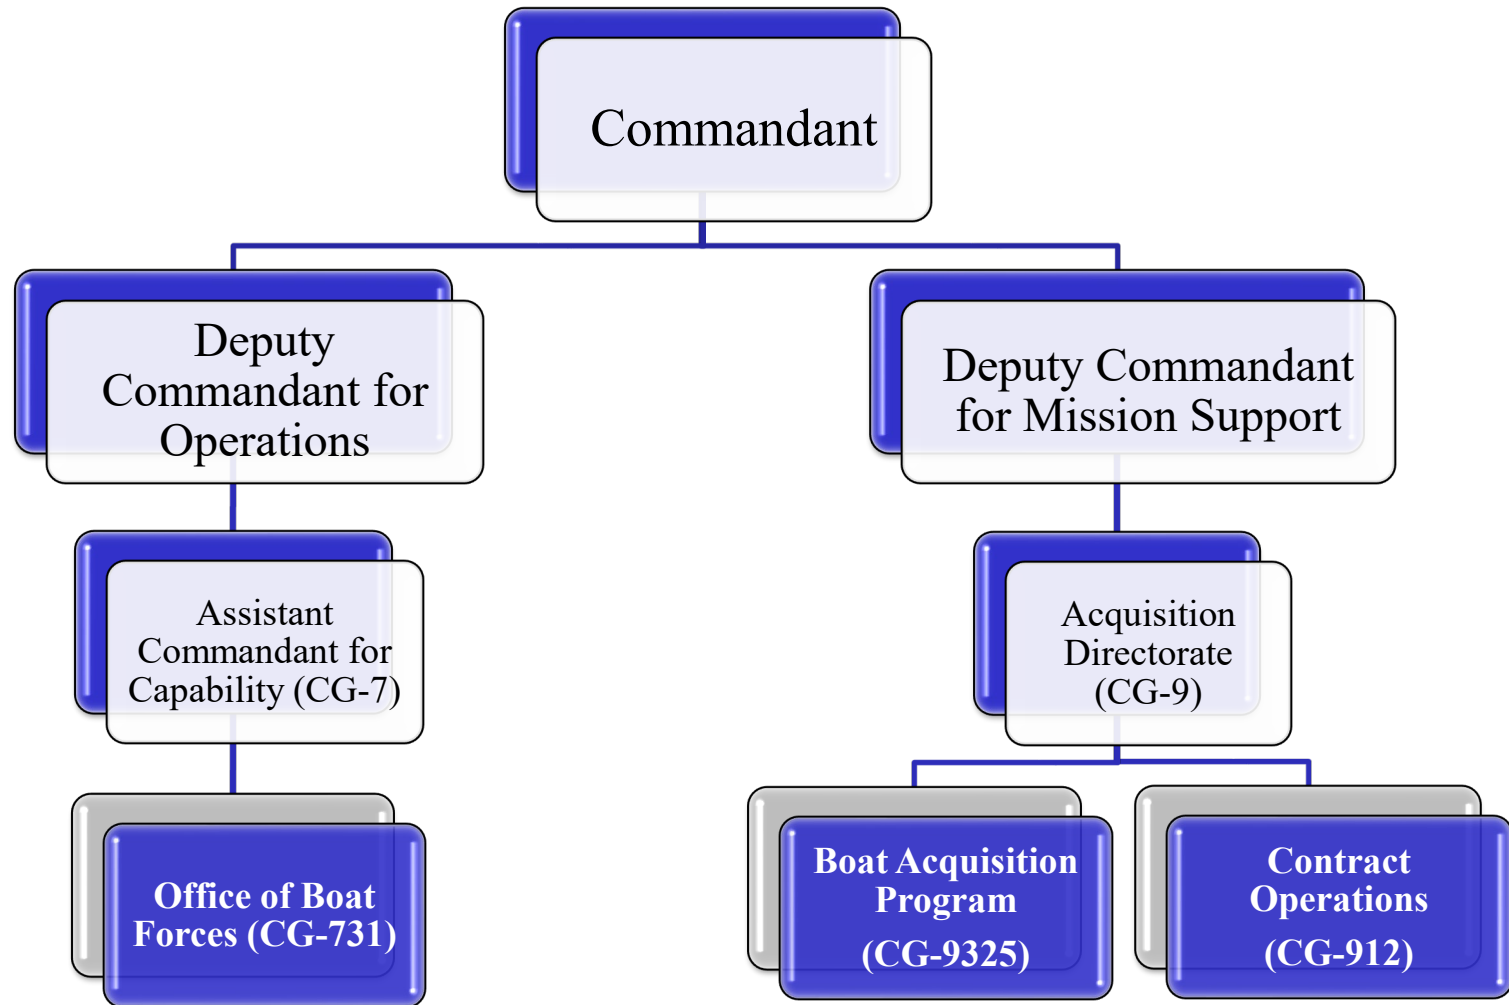 Commandant
Deputy
Commandant for
Operations
Deputy Commandant
for Mission Support
Assistant
Commandant for
Capability (CG-7)
Acquisition
Directorate
(CG-9)
Office of Boat
Forces (CG-731)
Boat Acquisition
Program
(CG-9325)
Contract
Operations
(CG-912)